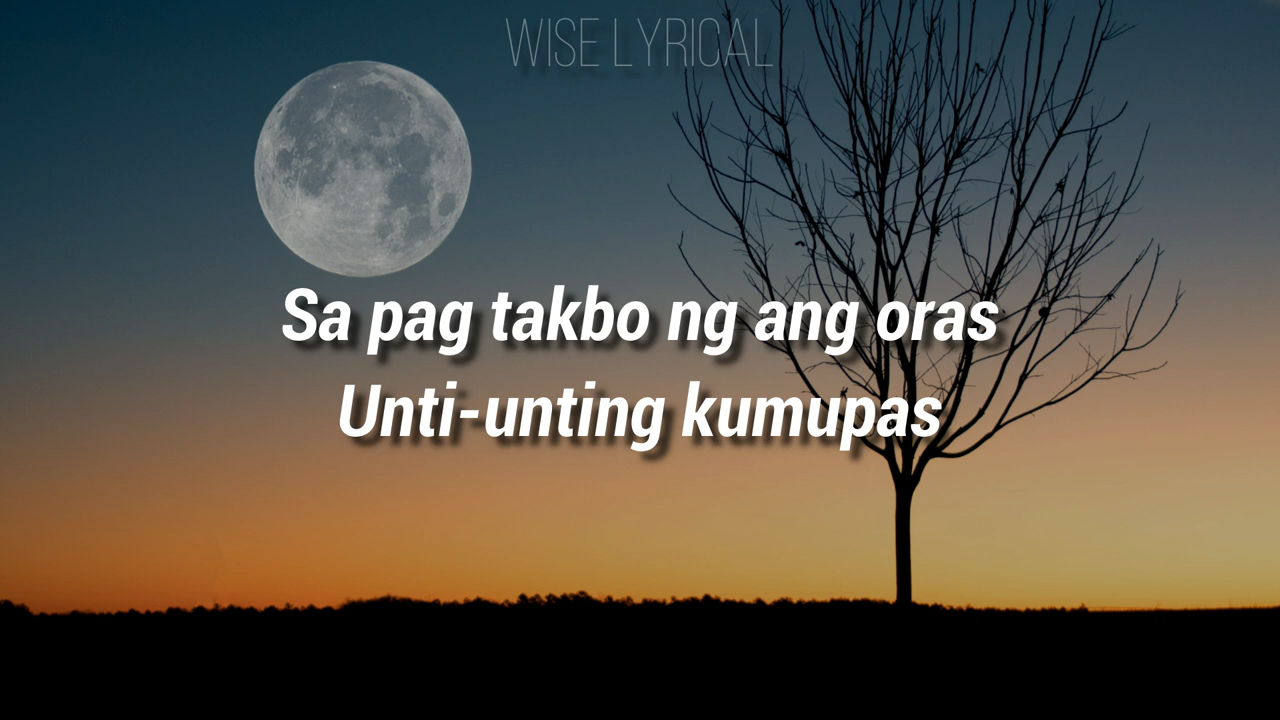 WISE LYRICAL
Sa pag takbo ng ang oras
Unti-unting kumupas